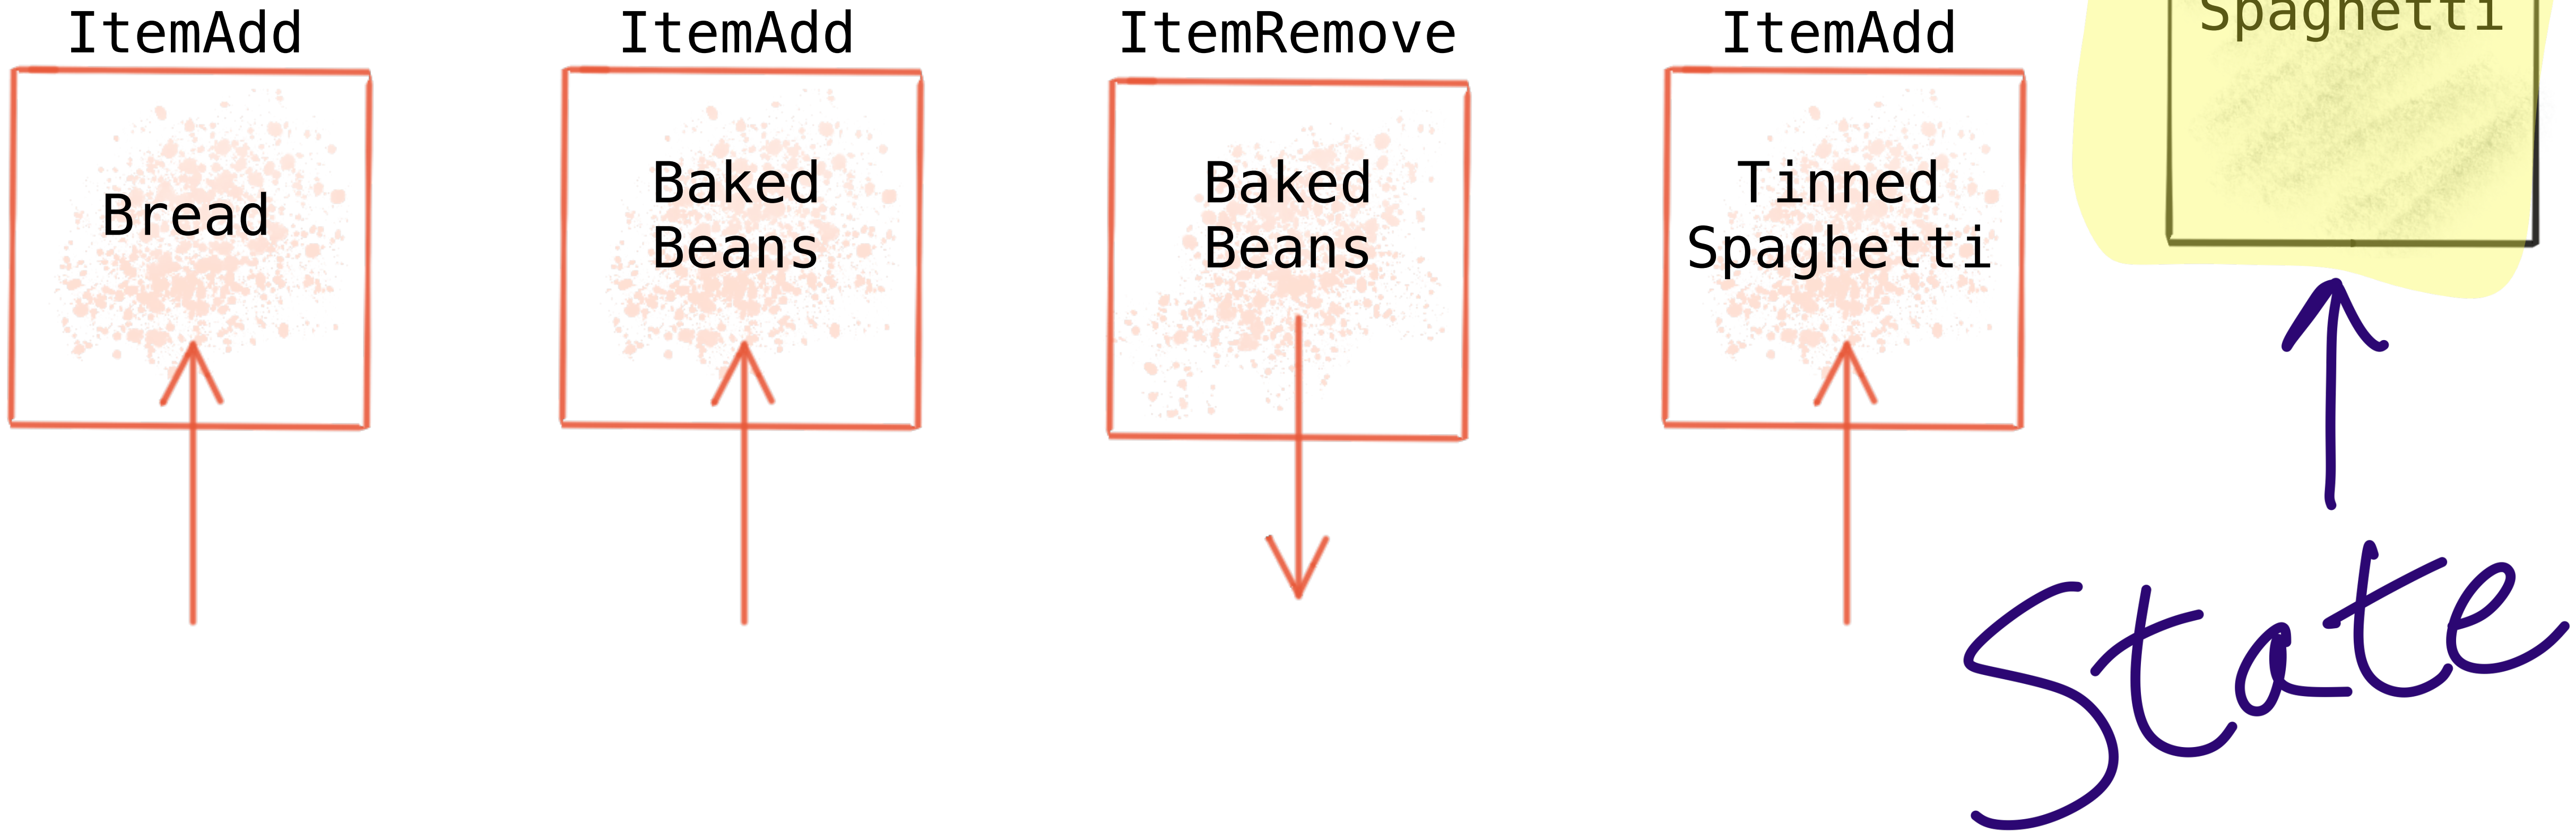 ItemAdd
ItemAdd
ItemRemove
ItemAdd
Spaghetti
Bread
Baked
Beans
Baked
Beans
Tinned
Spaghetti
State